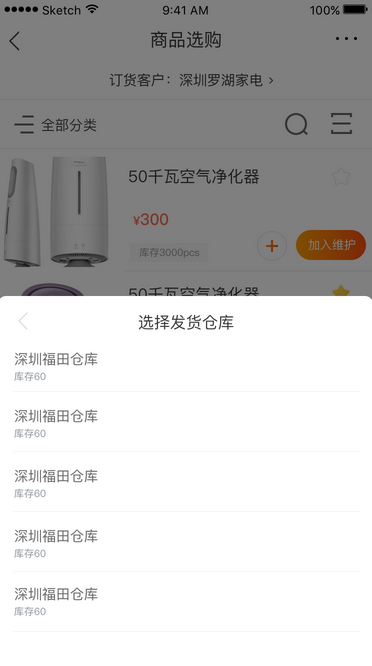 Sketch 9:41 AM 100%
商品选购
订货客户：深圳罗湖家电
全部分类
50千瓦空气净化器
¥300
库存3000pcs
加入维护
50千瓦空气净化器
选择发货仓库
深圳福田仓库
库存60
深圳福田仓库
库存60
深圳福田仓库
库存60
深圳福田仓库
库存60
深圳福田仓库
库存60